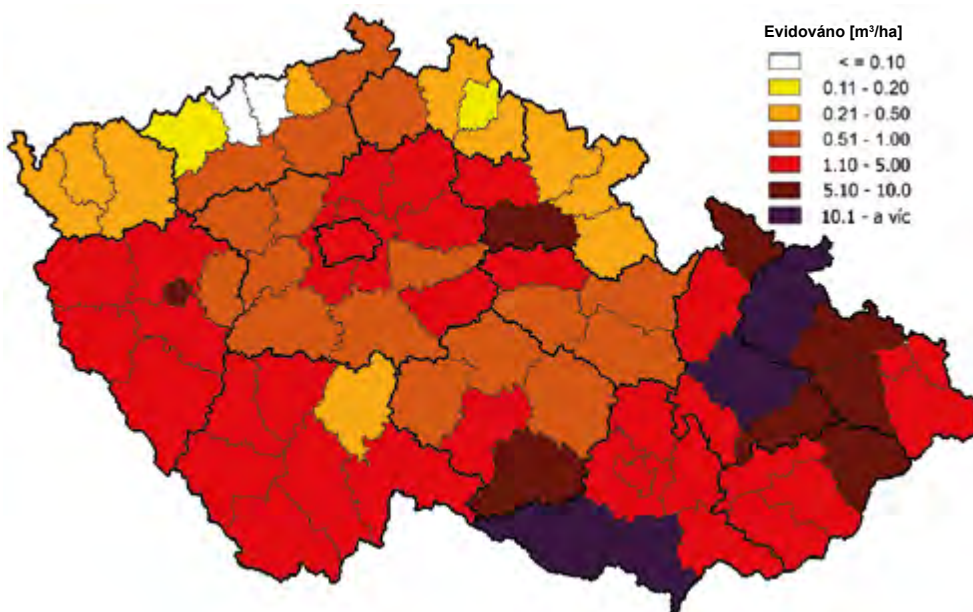 Evidováno [m³/ha]
< = 0.10
0.11 - 0.20
0.21 - 0.50
0.51 - 1.00
1.10 - 5.00
5.10 - 10.0
10.1 - a víc